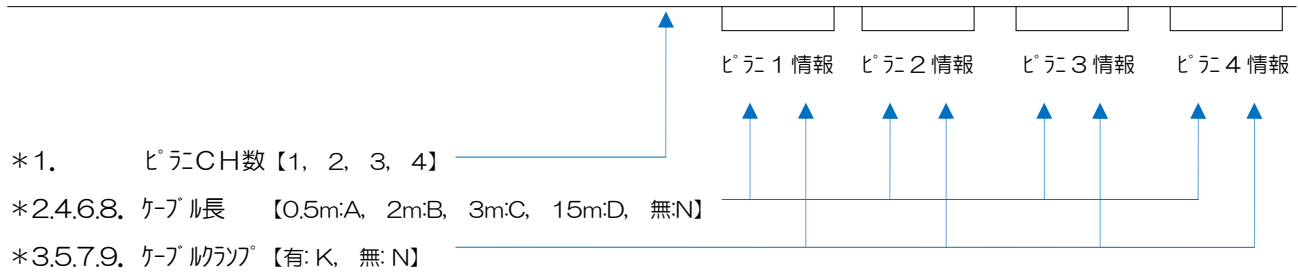 ﾋﾟﾗﾆ１情報 ﾋﾟﾗﾆ２情報 ﾋﾟﾗﾆ３情報 ﾋﾟﾗﾆ４情報
＊1. ﾋﾟﾗﾆＣＨ数【1, 2, 3, 4】
＊2.4.6.8. ｹｰﾌﾞﾙ長 【0.5m:A, 2m:B, 3m:C, 15m:D, 無:N】
＊3.5.7.9. ｹｰﾌﾞﾙｸﾗﾝﾌﾟ【有: K, 無: N】